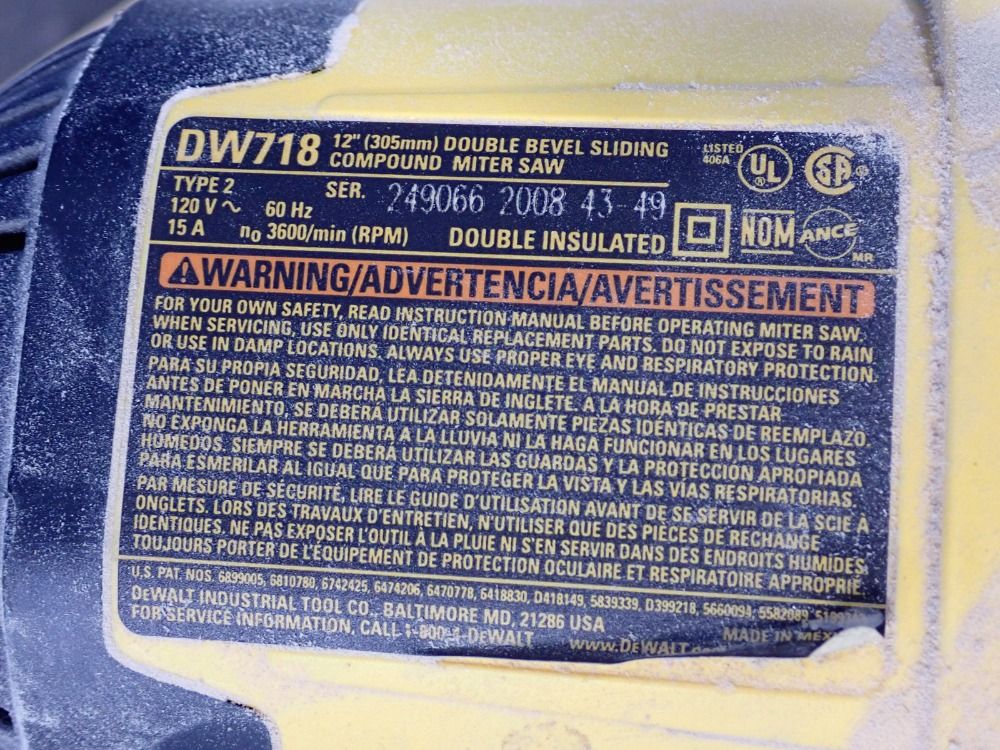 DW718 12" (305mm) DOUBLE BEVEL SLIDING
COMPOUND MITER SAW
LISTED
406A
UL
SA
TYPE 2
SER. 249066 2008 43-49
120 V ~ 60 Hz
15 A n0 3600/min (RPM)
DOUBLE INSULATED
NOM
ANCE
MR
WARNING/ADVERTENCIA/AVERTISSEMENT
FOR YOUR OWN SAFETY, READ INSTRUCTION MANUAL BEFORE OPERATING MITER SAW.
WHEN SERVICING, USE ONLY IDENTICAL REPLACEMENT PARTS. DO NOT EXPOSE TO RAIN
OR USE IN DAMP LOCATIONS. ALWAYS USE PROPER EYE AND RESPIRATORY PROTECTION.
PARA SU PROPIA SEGURIDAD, LEA DETENIDAMENTE EL MANUAL DE INSTRUCCIONES
ANTES DE PONER EN MARCHA LA SIERRA DE INGLETE. A LA HORA DE PRESTAR
MANTENIMIENTO, SE DEBERÁ UTILIZAR SOLAMENTE PIEZAS IDÉNTICAS DE REEMPLAZO.
NO EXPONGA LA HERRAMIENTA A LA LLUVIA NI LA HAGA FUNCIONAR EN LOS LUGARES
HÚMEDOS. SIEMPRE SE DEBERÁ UTILIZAR LAS GUARDAS Y LA PROTECCIÓN APROPIADA
PARA ESMERILAR AL IGUAL QUE PARA PROTEGER LA VISTA Y LAS VÍAS RESPIRATORIAS.
PAR MESURE DE SÉCURITÉ, LIRE LE GUIDE D'UTILISATION AVANT DE SE SERVIR DE LA SCIE À
ONGLETS. LORS DES TRAVAUX D'ENTRETIEN, N'UTILISER QUE DES PIÈCES DE RECHANGE
IDENTIQUES. NE PAS EXPOSER L'OUTIL À LA PLUIE NI S'EN SERVIR DANS DES ENDROITS HUMIDES.
TOUJOURS PORTER DE L'ÉQUIPEMENT DE PROTECTION OCULAIRE ET RESPIRATOIRE APPROPRIÉ.
U.S. PAT. NOS. 6899005, 6810780, 6742425, 6474206, 6470778, 6418830, D418149, 5839339, D399218, 5660094, 5582089,
DEWALT INDUSTRIAL TOOL CO., BALTIMORE MD, 21286 USA
FOR SERVICE INFORMATION, CALL 1-800-4-DEWALT www.DEWALT MADE IN